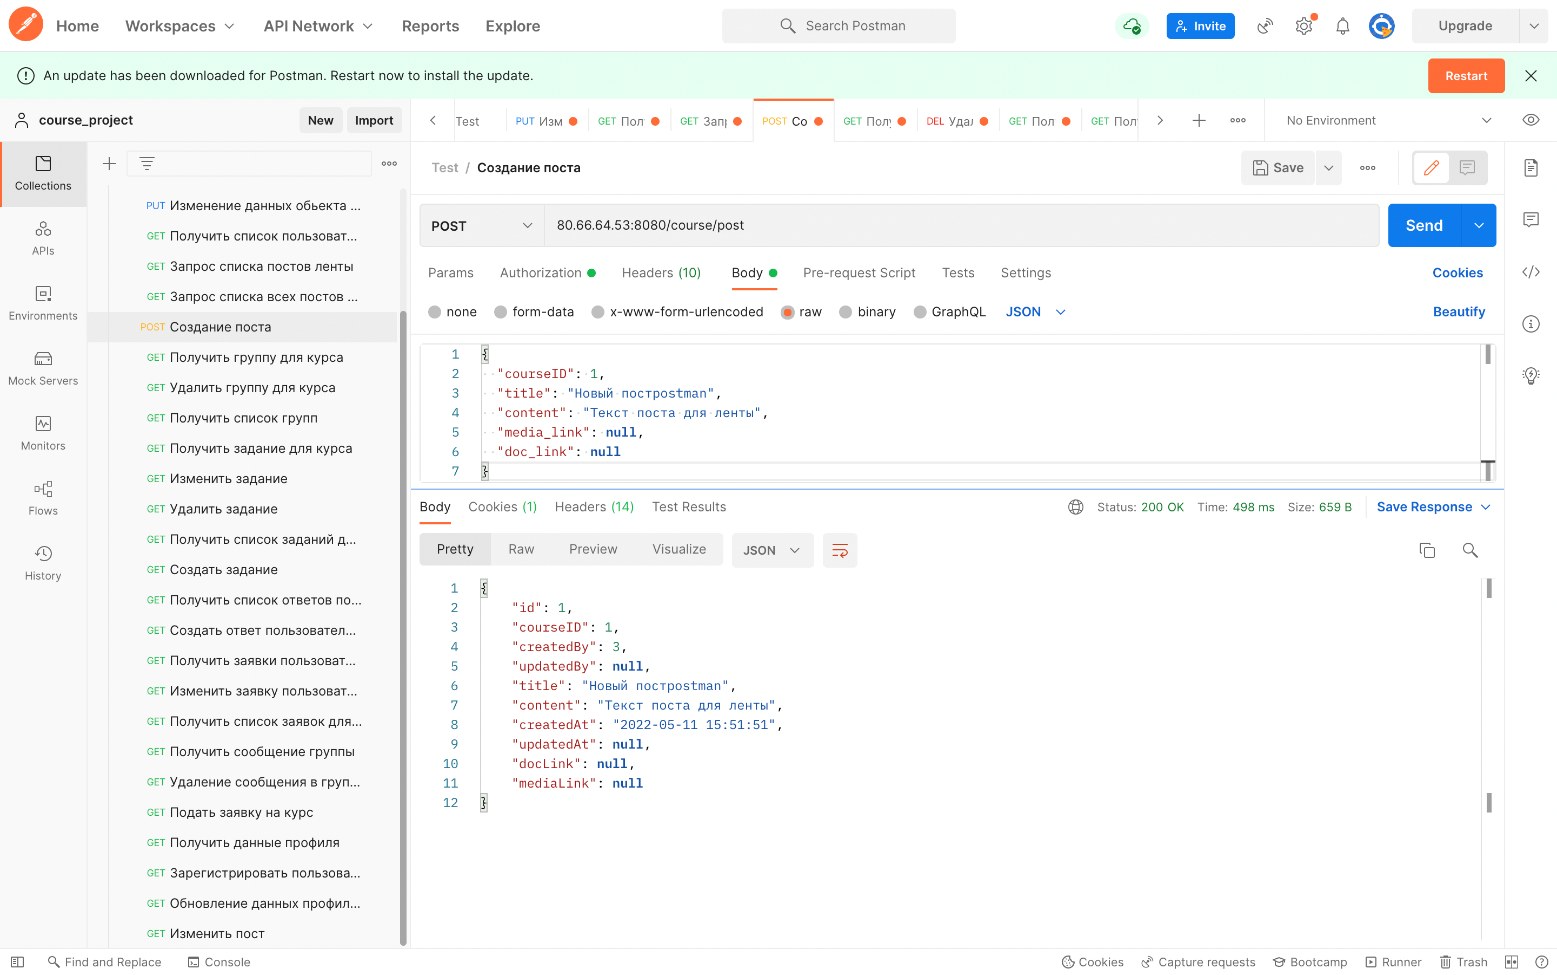 Home Workspaces API Network Reports Explore Search Postman Invite Upgrade
An update has been downloaded for Postman. Restart now to install the update. Restart
course_project New Import Test PUT Изм GET Пол GET Зап POST Со GET Пол DEL Удал GET Пол GET Пол No Environment
Collections
APIs
Environments
Mock Servers
Monitors
Flows
History
PUT Изменение данных обьекта ...
GET Получить список пользоват...
GET Запрос списка постов ленты
GET Запрос списка всех постов ...
POST Создание поста
GET Получить группу для курса
GET Удалить группу для курса
GET Получить список групп
GET Получить задание для курса
GET Изменить задание
GET Удалить задание
GET Получить список заданий д...
GET Создать задание
GET Получить список ответов по...
GET Создать ответ пользовател...
GET Получить заявки пользоват...
GET Изменить заявку пользоват...
GET Получить список заявок для...
GET Получить сообщение группы
GET Удаление сообщения в груп...
GET Подать заявку на курс
GET Получить данные профиля
GET Зарегистрировать пользова...
GET Обновление данных профил...
GET Изменить пост
Test / Создание поста Save
POST 80.66.64.53:8080/course/post Send
Params Authorization Headers (10) Body Pre-request Script Tests Settings Cookies
none form-data x-www-form-urlencoded raw binary GraphQL JSON Beautify
1 {
2 "courseID": 1,
3 "title": "Новый построstman",
4 "content": "Текст поста для ленты",
5 "media_link": null,
6 "doc_link": null
7 }
Body Cookies (1) Headers (14) Test Results Status: 200 OK Time: 498 ms Size: 659 B Save Response
Pretty Raw Preview Visualize JSON
1 {
2 "id": 1,
3 "courseID": 1,
4 "createdBy": 3,
5 "updatedBy": null,
6 "title": "Новый построstman",
7 "content": "Текст поста для ленты",
8 "createdAt": "2022-05-11 15:51:51",
9 "updatedAt": null,
10 "docLink": null,
11 "mediaLink": null
12 }
Find and Replace Console Cookies Capture requests Bootcamp Runner Trash